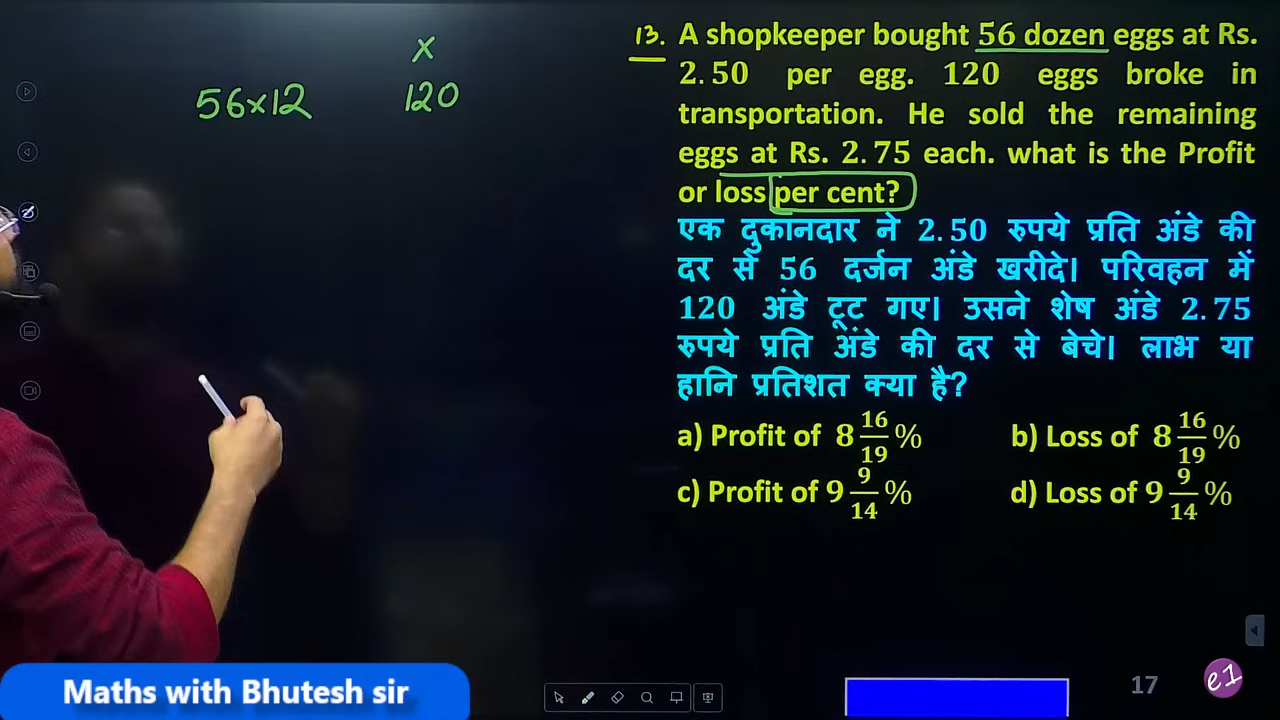 x
56x12 120
13. A shopkeeper bought 56 dozen eggs at Rs.
2.50 per egg. 120 eggs broke in
transportation. He sold the remaining
eggs at Rs. 2.75 each. what is the Profit
or loss per cent?
एक दुकानदार ने 2.50 रुपये प्रति अंडे की
दर से 56 दर्जन अंडे खरीदे। परिवहन में
120 अंडे टूट गए। उसने शेष अंडे 2.75
रुपये प्रति अंडे की दर से बेचे। लाभ या
हानि प्रतिशत क्या है?
a) Profit of 8 16/19 % b) Loss of 8 16/19 %
c) Profit of 9 9/14 % d) Loss of 9 9/14 %
Maths with Bhutesh sir
17 e1